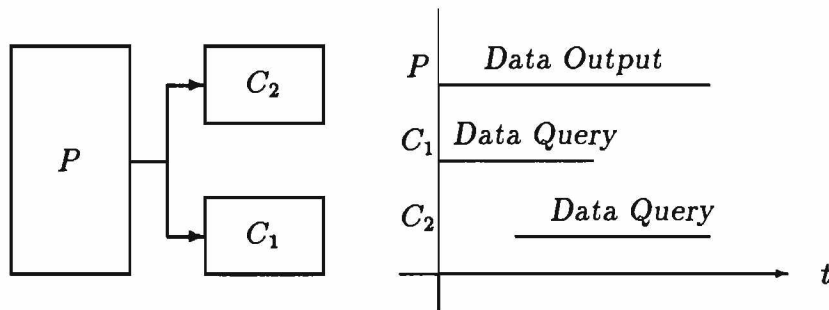 C₂
P
C₁
P Data Output
C₁ Data Query
C₂ Data Query
t